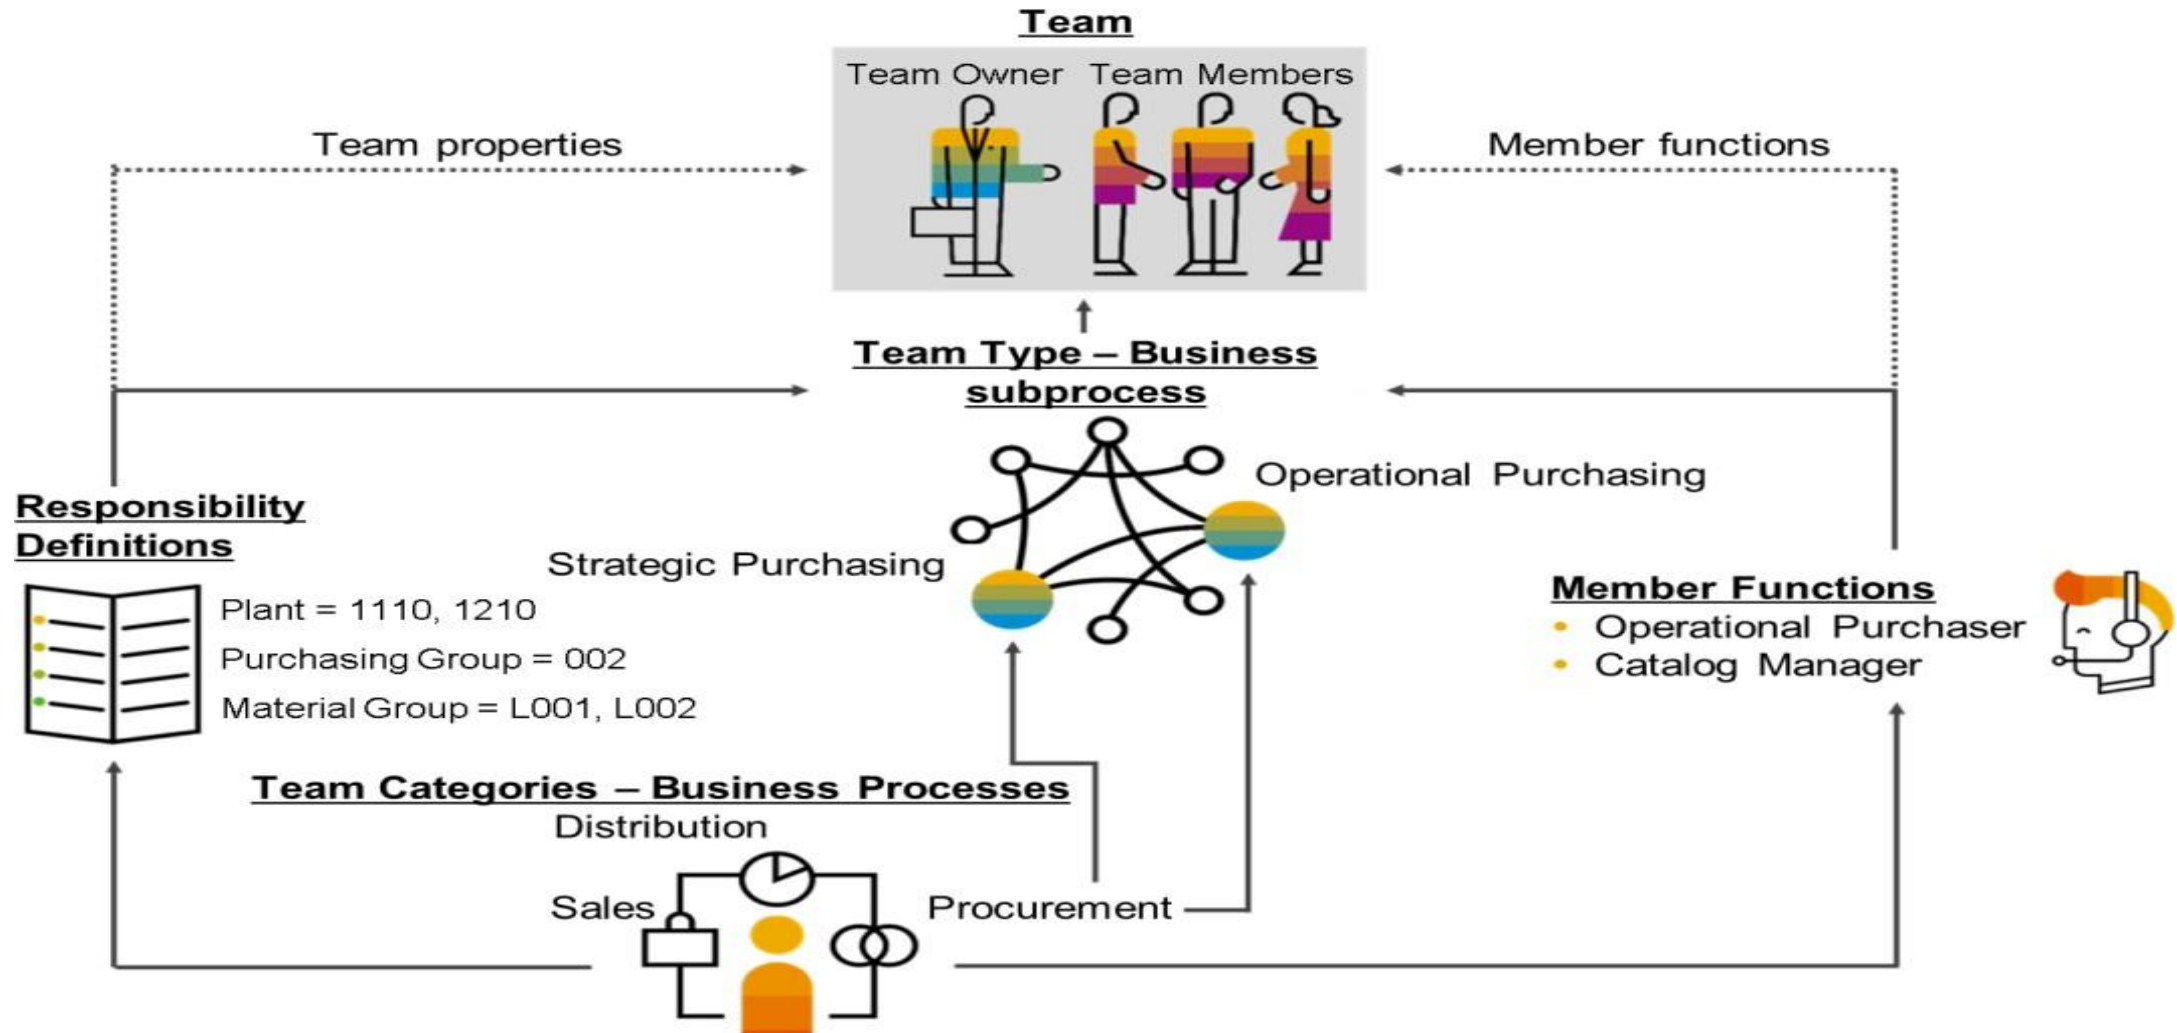 Team
Team Owner Team Members
Team properties
Member functions
Team Type – Business
subprocess
Operational Purchasing
Strategic Purchasing
Responsibility
Definitions
Plant = 1110, 1210
Purchasing Group = 002
Material Group = L001, L002
Member Functions
• Operational Purchaser
• Catalog Manager
Team Categories – Business Processes
Distribution
Sales
Procurement